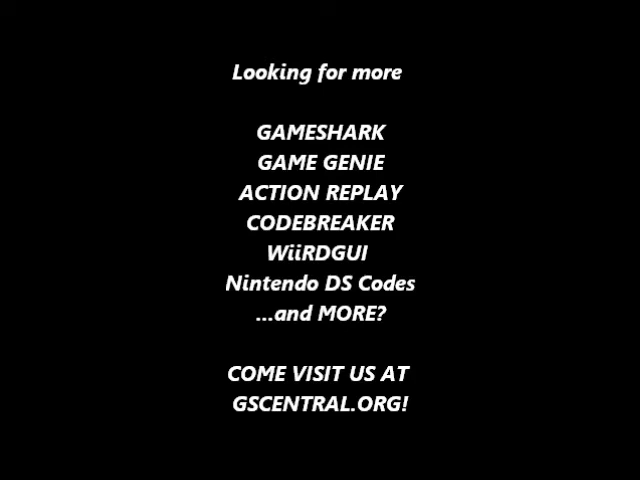 Looking for more
GAMESHARK
GAME GENIE
ACTION REPLAY
CODEBREAKER
WiiRDGUI
Nintendo DS Codes
...and MORE?
COME VISIT US AT
GSCENTRAL.ORG!